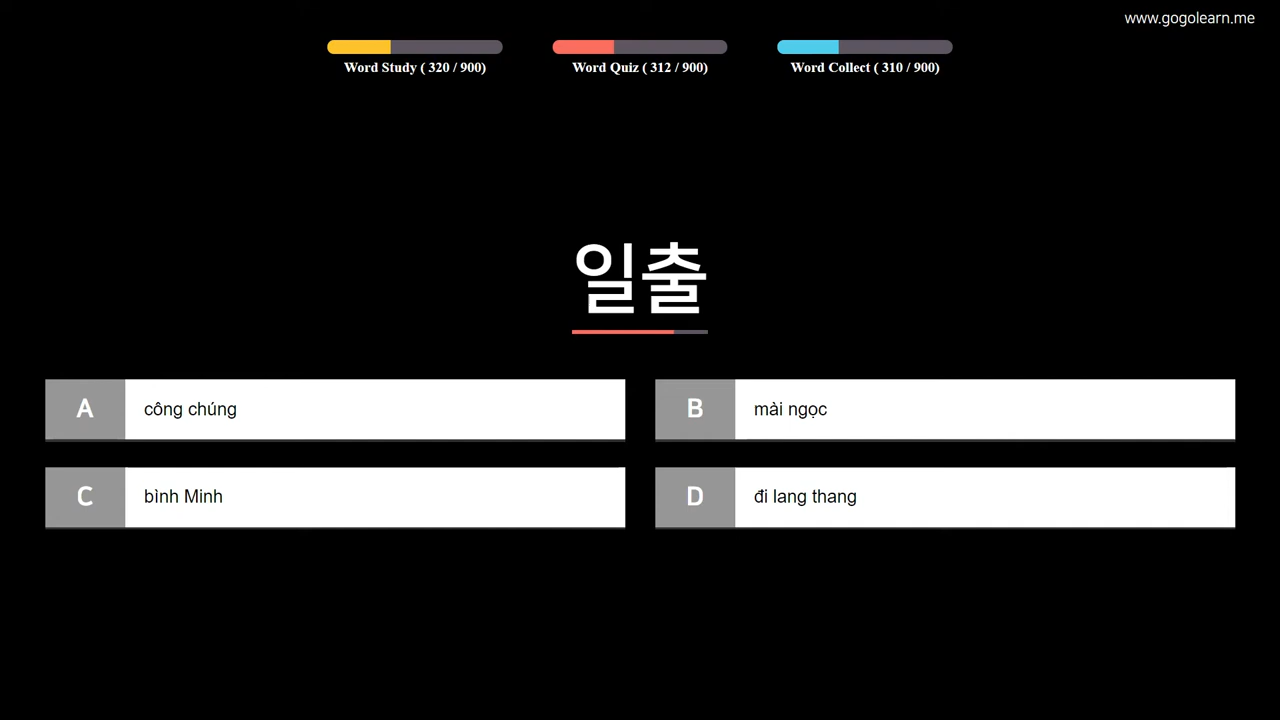 www.gogolearn.me
Word Study ( 320 / 900)
Word Quiz ( 312 / 900)
Word Collect ( 310 / 900)
일출
A công chúng
B mài ngọc
C bình Minh
D đi lang thang